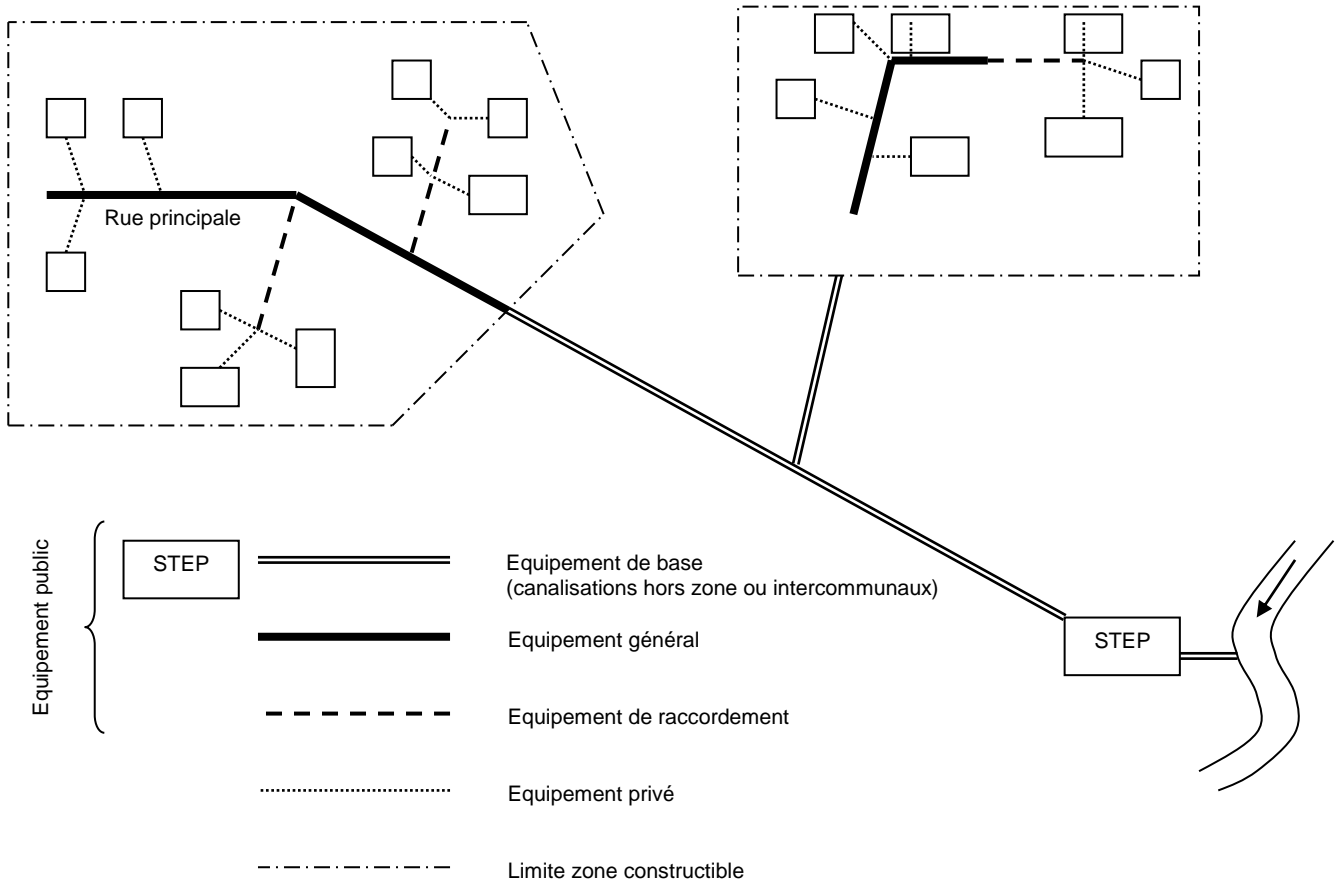 Rue principale
Equipement public
STEP
Equipement de base
(canalisations hors zone ou intercommunaux)
Equipement général
STEP
Equipement de raccordement
Equipement privé
Limite zone constructible